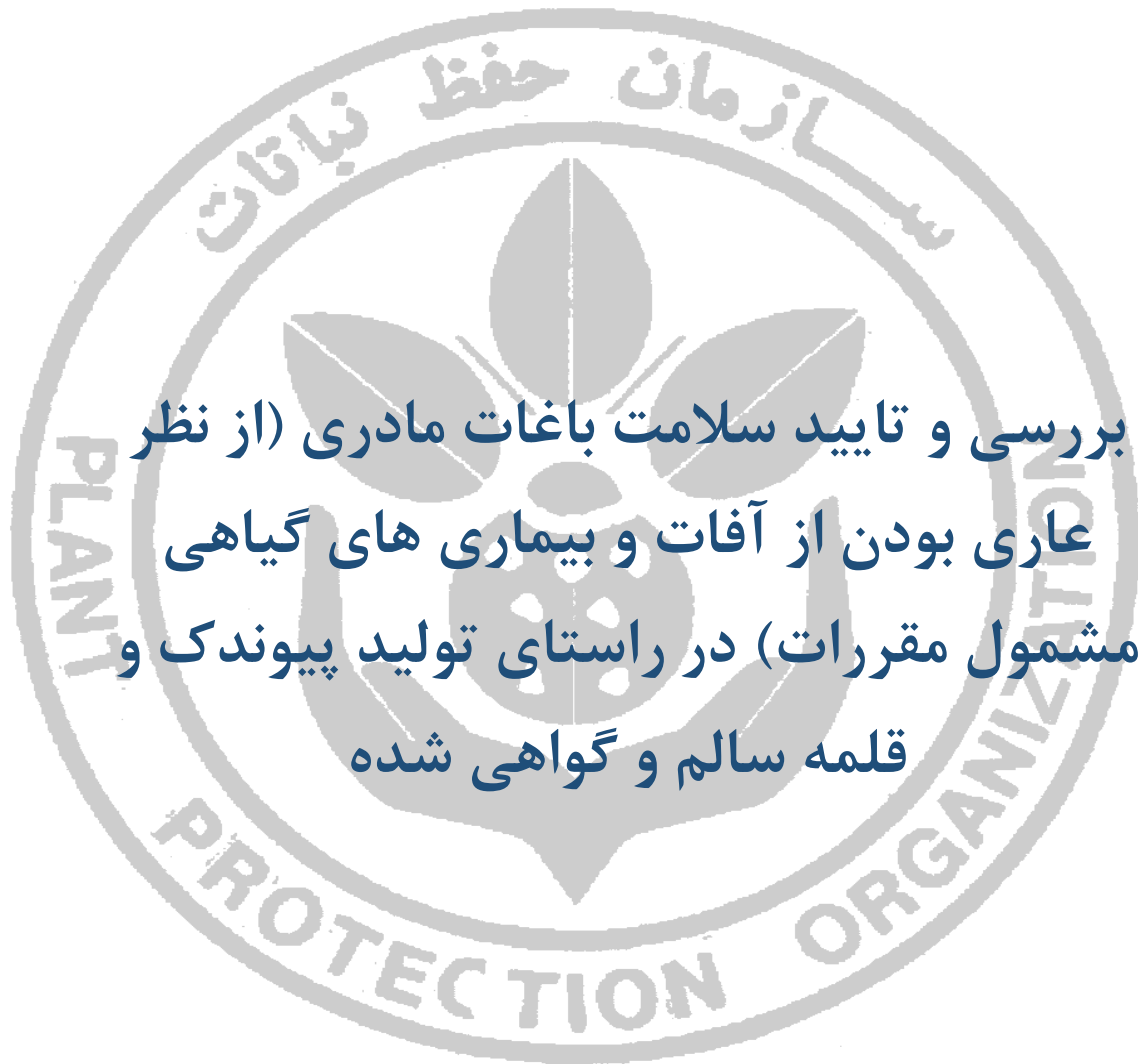 سازمان حفظ نباتات
بررسی و تایید سلامت باغات مادری (از نظر
عاری بودن از آفات و بیماری های گیاهی
مشمول مقررات) در راستای تولید پیوندک و
قلمه سالم و گواهی شده
PLANT PROTECTION ORGANIZATION